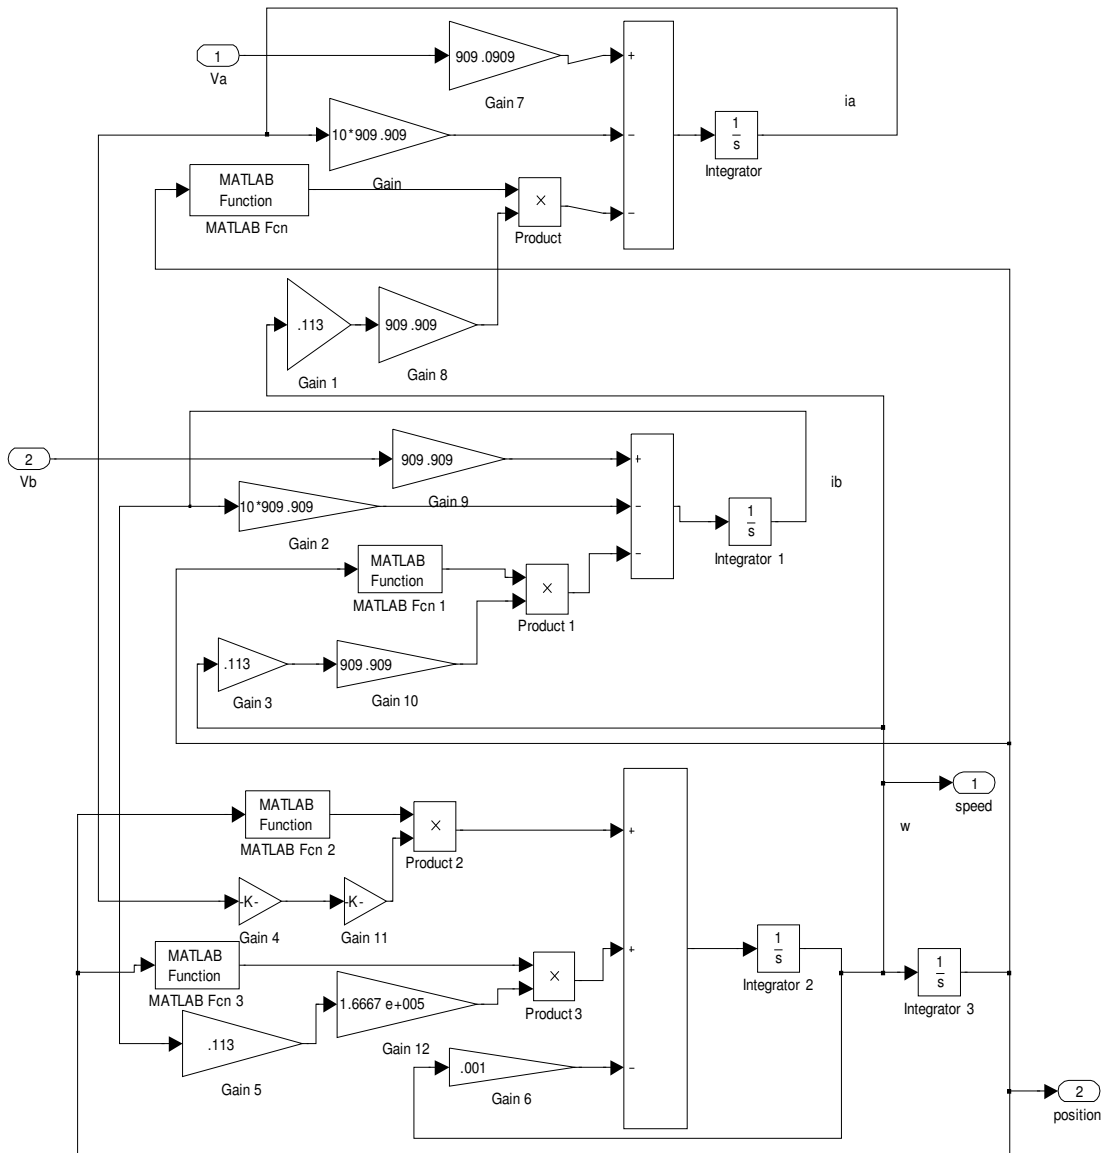 1
Va
909 .0909
Gain 7
+
ia
10*909 .909
−
1
s
Integrator
MATLAB
Function
MATLAB Fcn
Gain
×
Product
−
.113
Gain 1
909 .909
Gain 8
2
Vb
909 .909
Gain 9
+
ib
10*909 .909
Gain 2
−
1
s
Integrator 1
MATLAB
Function
MATLAB Fcn 1
×
Product 1
−
.113
Gain 3
909 .909
Gain 10
1
speed
MATLAB
Function
MATLAB Fcn 2
×
Product 2
+
w
-K-
Gain 4
-K-
Gain 11
MATLAB
Function
MATLAB Fcn 3
×
Product 3
+
1
s
Integrator 2
1
s
Integrator 3
.113
Gain 5
1.6667 e+005
Gain 12
.001
Gain 6
−
2
position